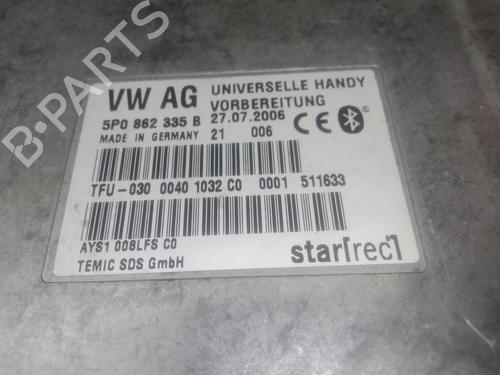 B-PARTS
VW AG UNIVERSELLE HANDY
VORBEREITUNG
5P0 862 335 B 27.07.2006
MADE IN GERMANY 21 006
CE
TFU-030 0040 1032 C0 0001 511633
AYS1 008LFS C0
TEMIC SDS GmbH
star[rec]